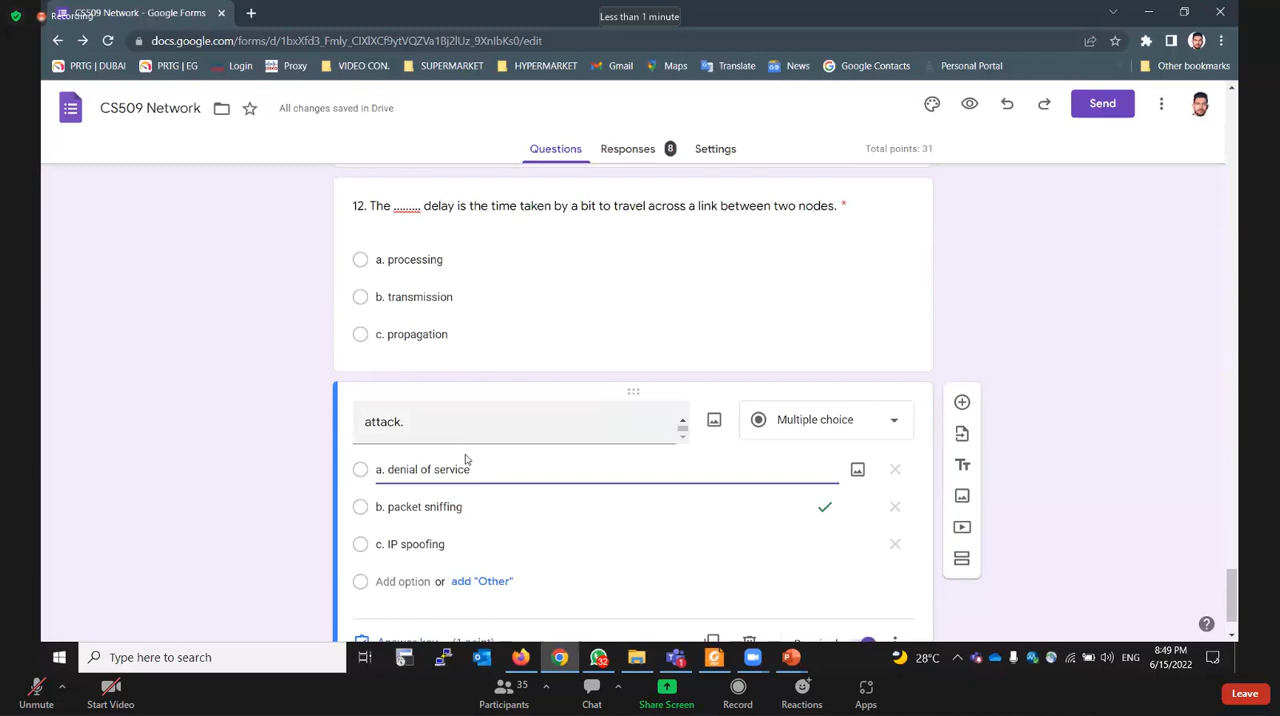 Recording
CS509 Network - Google Forms
Less than 1 minute
docs.google.com/forms/d/1bxXfd3_Fmly_ClXlXCf9ytVQZVa1Bj2lUz_9XnlbKs0/edit
PRTG | DUBAI
PRTG | EG
Login
Proxy
VIDEO CON.
SUPERMARKET
HYPERMARKET
Gmail
Maps
Translate
News
Google Contacts
Personal Portal
Other bookmarks
CS509 Network
All changes saved in Drive
Send
Questions
Responses
8
Settings
Total points: 31
12. The ......... delay is the time taken by a bit to travel across a link between two nodes. *
a. processing
b. transmission
c. propagation
attack.
Multiple choice
a. denial of service
b. packet sniffing
c. IP spoofing
Add option or add "Other"
Answer key (1 point)
Required
Type here to search
32
1
28°C
ENG
8:49 PM
6/15/2022
Unmute
Start Video
35
Participants
Chat
Share Screen
Record
Reactions
Apps
Leave